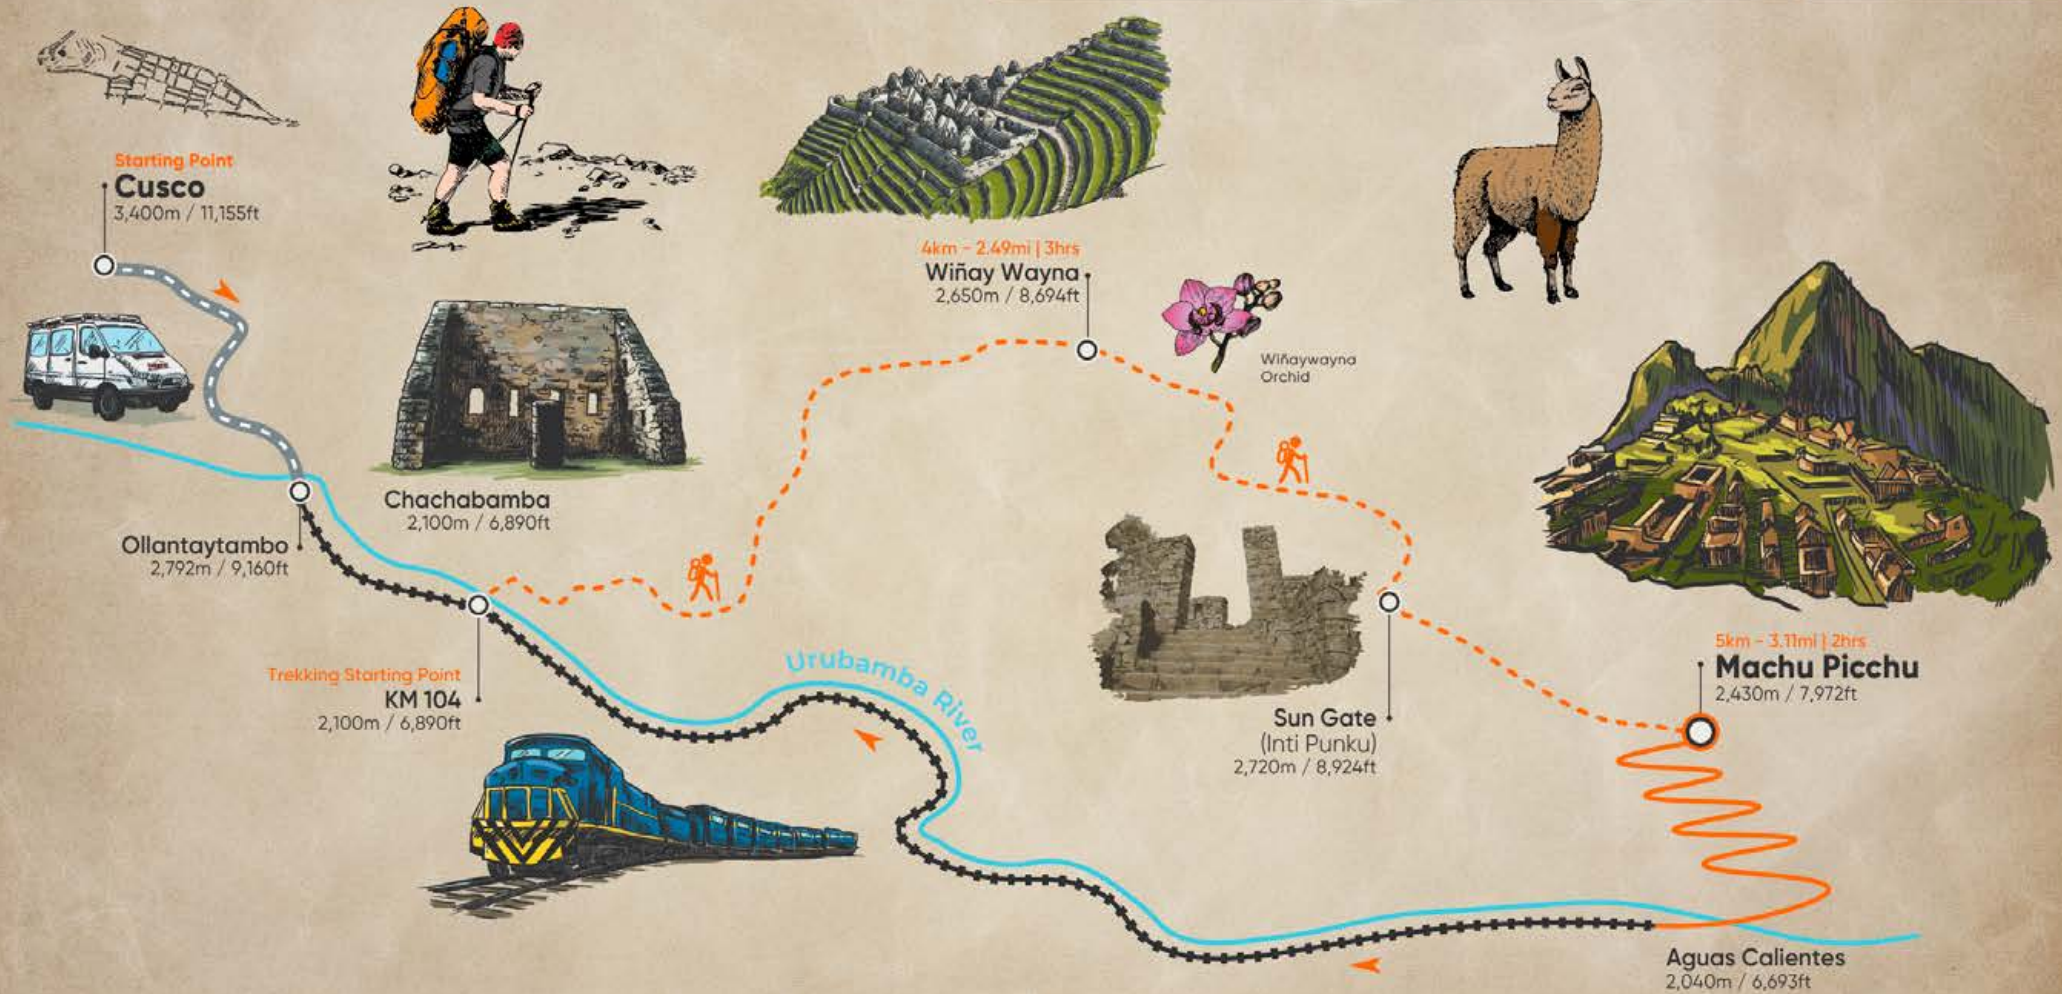 Starting Point
Cusco
3,400m / 11,155ft
4km - 2.49mi | 3hrs
Wiñay Wayna
2,650m / 8,694ft
Wiñaywayna
Orchid
Chachabamba
2,100m / 6,890ft
Ollantaytambo
2,792m / 9,160ft
Trekking Starting Point
KM 104
2,100m / 6,890ft
Urubamba River
Sun Gate
(Inti Punku)
2,720m / 8,924ft
5km - 3.11mi | 2hrs
Machu Picchu
2,430m / 7,972ft
Aguas Calientes
2,040m / 6,693ft